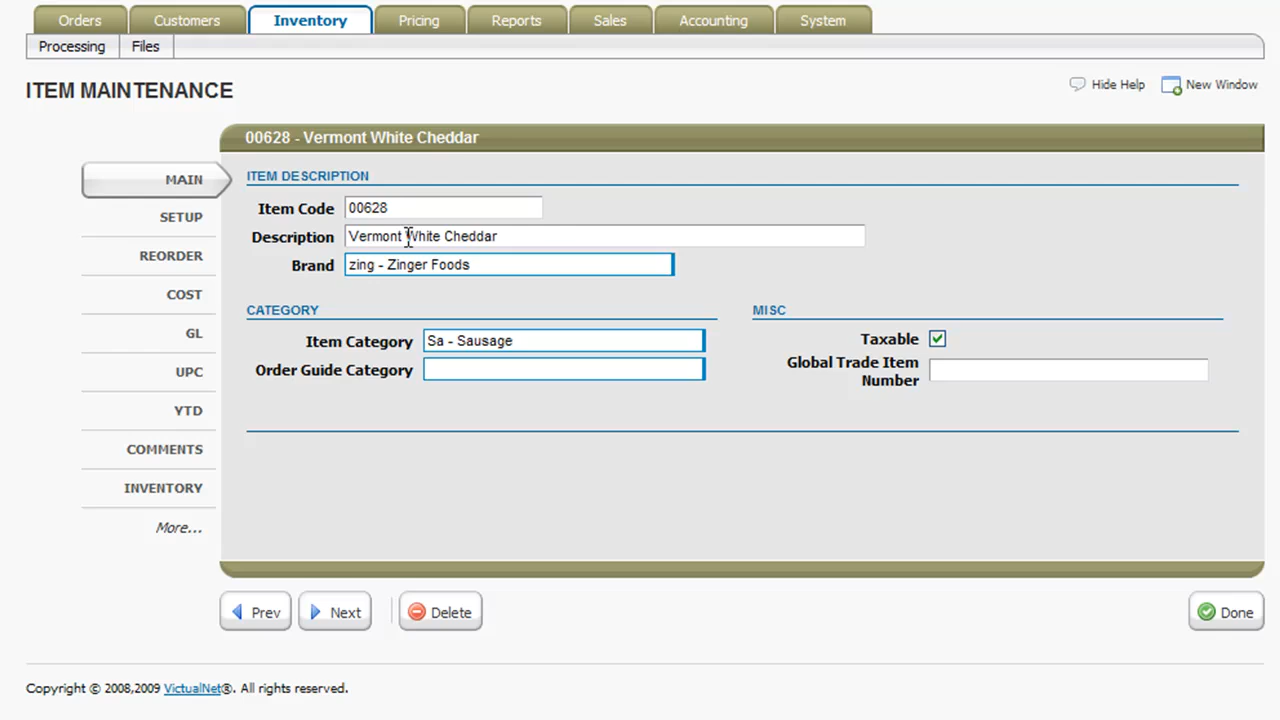 Orders Customers Inventory Pricing Reports Sales Accounting System
Processing Files
ITEM MAINTENANCE
Hide Help New Window
00628 - Vermont White Cheddar
MAIN
SETUP
REORDER
COST
GL
UPC
YTD
COMMENTS
INVENTORY
More...
ITEM DESCRIPTION
Item Code 00628
Description Vermont White Cheddar
Brand zing - Zinger Foods
CATEGORY
Item Category Sa - Sausage
Order Guide Category
MISC
Taxable
Global Trade Item
Number
Prev Next Delete Done
Copyright © 2008,2009 VictualNet®. All rights reserved.